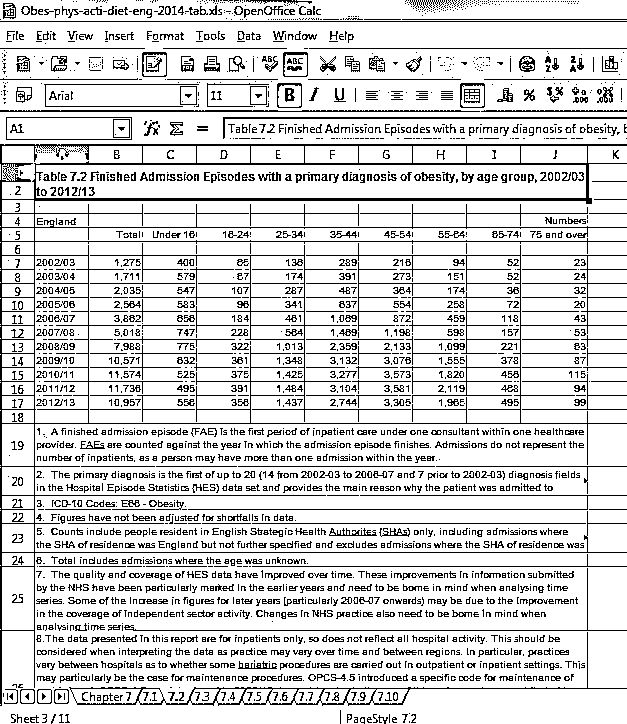 Obes-phys-acti-diet-eng-2014-tab.xls - OpenOffice Calc
File Edit View Insert Format Tools Data Window Help
Arial 11 B I U
A1 Table 7.2 Finished Admission Episodes with a primary diagnosis of obesity, b
B C D E F G H I J K
Table 7.2 Finished Admission Episodes with a primary diagnosis of obesity, by age group, 2002/03
2 to 2012/13
3
4 England Numbers
5 Total Under 16 18-24 25-34 35-44 45-54 55-64 65-74 75 and over
6
7 2002/03 1,275 400 65 136 289 216 94 52 23
8 2003/04 1,711 579 67 174 391 273 151 52 24
9 2004/05 2,035 547 107 287 487 364 174 36 32
10 2005/06 2,564 583 96 341 637 554 258 72 20
11 2006/07 3,862 656 184 461 1,069 872 459 118 43
12 2007/08 5,018 747 228 564 1,469 1,198 598 157 53
13 2008/09 7,988 775 322 1,013 2,359 2,133 1,099 221 63
14 2009/10 10,571 632 361 1,348 3,132 3,076 1,555 378 87
15 2010/11 11,574 525 375 1,425 3,277 3,573 1,820 456 115
16 2011/12 11,736 495 391 1,484 3,104 3,581 2,119 468 94
17 2012/13 10,957 556 356 1,437 2,744 3,305 1,965 495 99
18
1. A finished admission episode (FAE) is the first period of inpatient care under one consultant within one healthcare
19 provider. FAEs are counted against the year in which the admission episode finishes. Admissions do not represent the
number of inpatients, as a person may have more than one admission within the year.
2. The primary diagnosis is the first of up to 20 (14 from 2002-03 to 2006-07 and 7 prior to 2002-03) diagnosis fields
20 in the Hospital Episode Statistics (HES) data set and provides the main reason why the patient was admitted to
21 3. ICD-10 Codes: E66 - Obesity.
22 4. Figures have not been adjusted for shortfalls in data.
5. Counts include people resident in English Strategic Health Authorites (SHAs) only, including admissions where
23 the SHA of residence was England but not further specified and excludes admissions where the SHA of residence was
24 6. Total includes admissions where the age was unknown.
7. The quality and coverage of HES data have improved over time. These improvements in information submitted
by the NHS have been particularly marked in the earlier years and need to be borne in mind when analysing time
25 series. Some of the increase in figures for later years (particularly 2006-07 onwards) may be due to the improvement
in the coverage of independent sector activity. Changes in NHS practice also need to be borne in mind when
analysing time series.
8.The data presented in this report are for inpatients only, so does not reflect all hospital activity. This should be
considered when interpreting the data as practice may vary over time and between regions. In particular, practices
vary between hospitals as to whether some bariatric procedures are carried out in outpatient or inpatient settings. This
may particularly be the case for maintenance procedures. OPCS-4.5 introduced a specific code for maintenance of
Chapter 7 7.1 7.2 7.3 7.4 7.5 7.6 7.7 7.8 7.9 7.10
Sheet 3 / 11 PageStyle 7.2